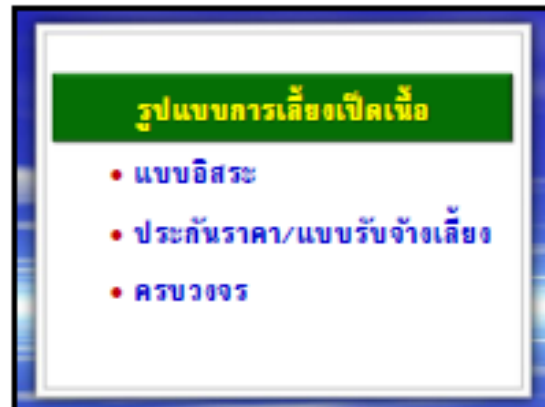 รูปแบบการเลี้ยงเป็ดเนื้อ
• แบบอิสระ
• ประกันราคา/แบบรับจ้างเลี้ยง
• ครบวงจร